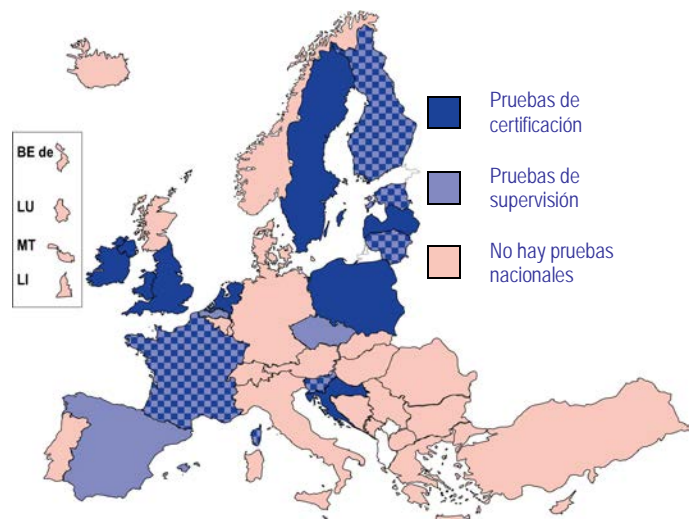 Pruebas de
certificación
Pruebas de
supervisión
No hay pruebas
nacionales
BE de
LU
MT
LI